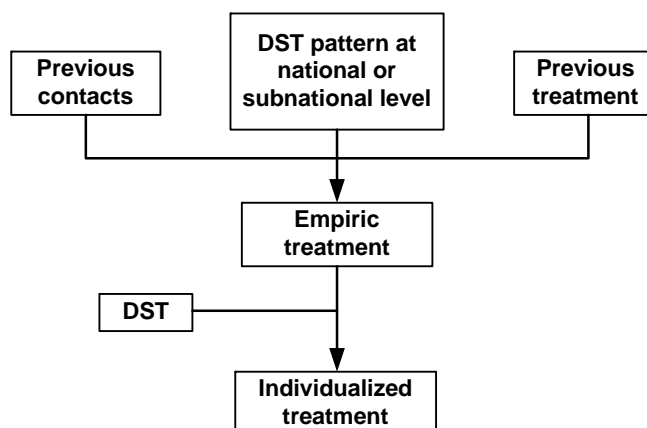 Previous
contacts
DST pattern at
national or
subnational level
Previous
treatment
Empiric
treatment
DST
Individualized
treatment